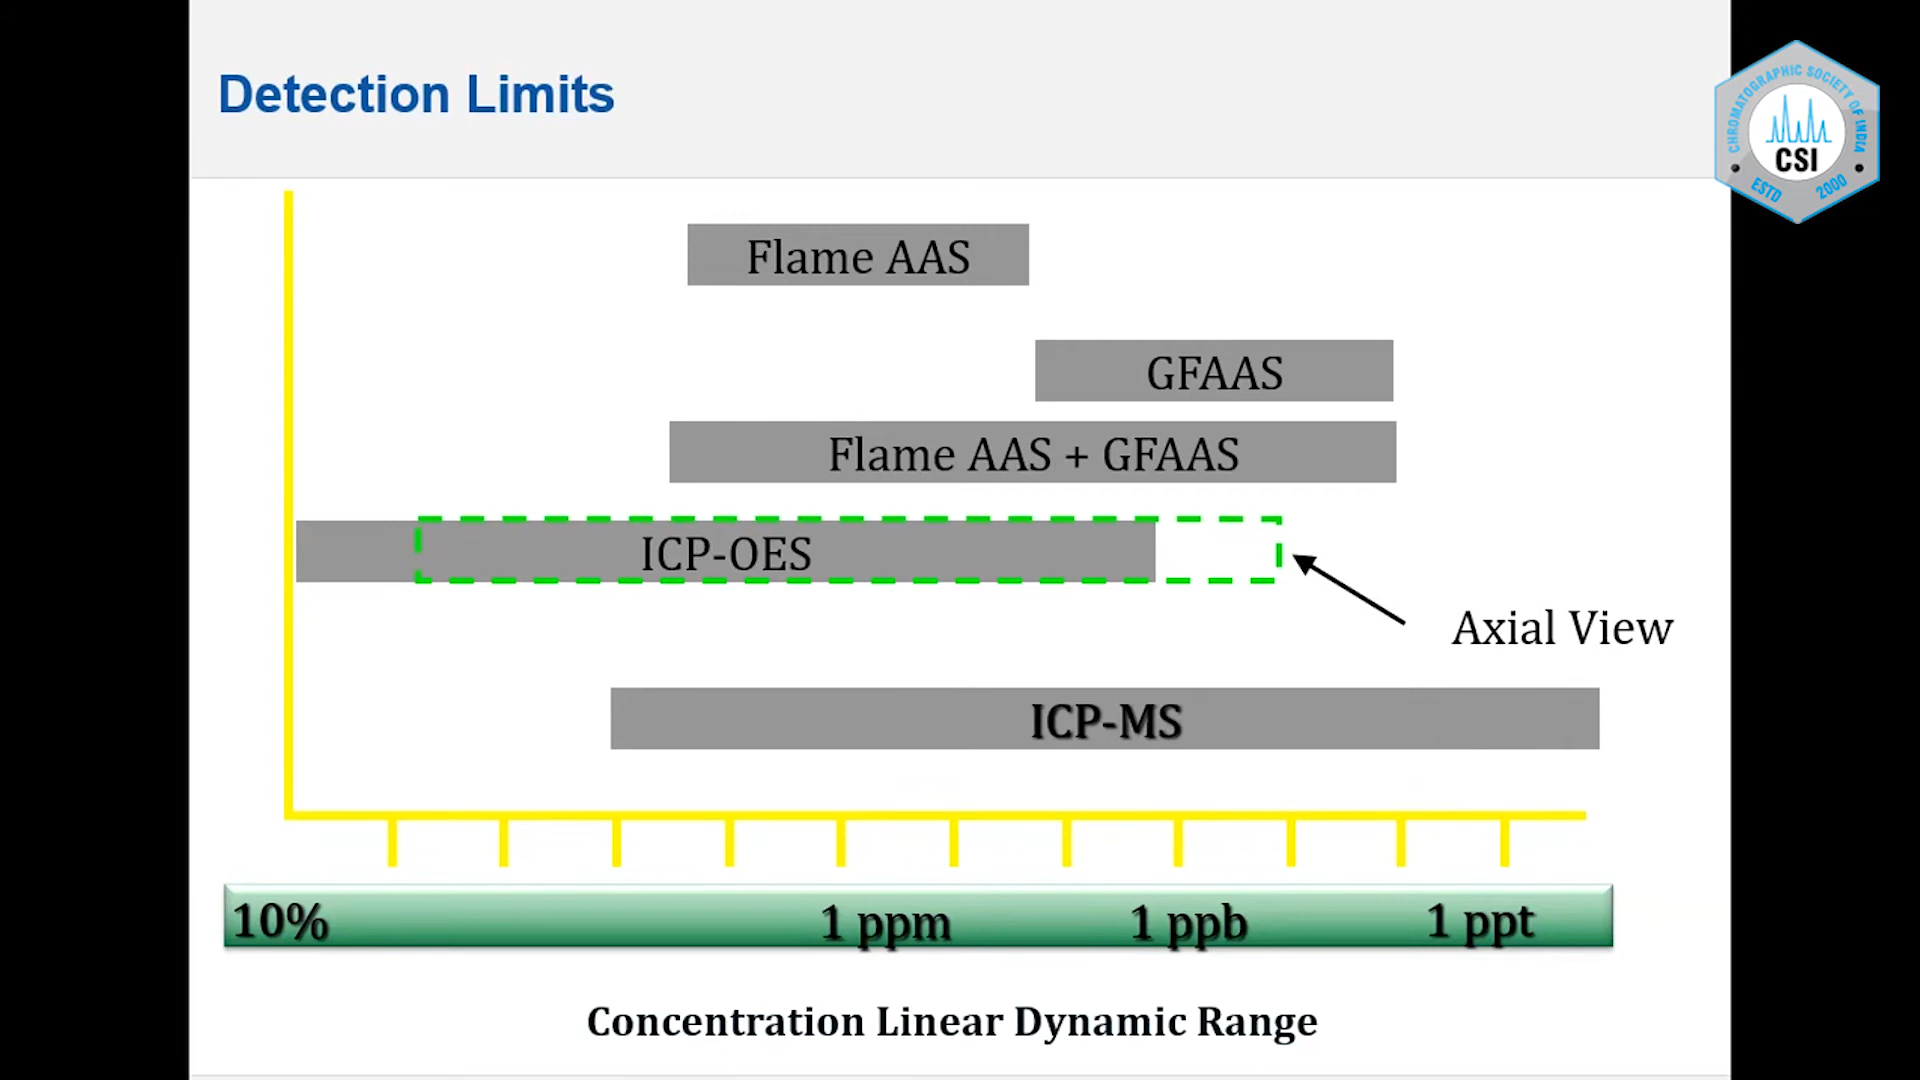 Detection Limits
CHROMATOGRAPHIC SOCIETY OF INDIA
CSI
ESTD 2000
Flame AAS
GFAAS
Flame AAS + GFAAS
ICP-OES
Axial View
ICP-MS
10% 1 ppm 1 ppb 1 ppt
Concentration Linear Dynamic Range